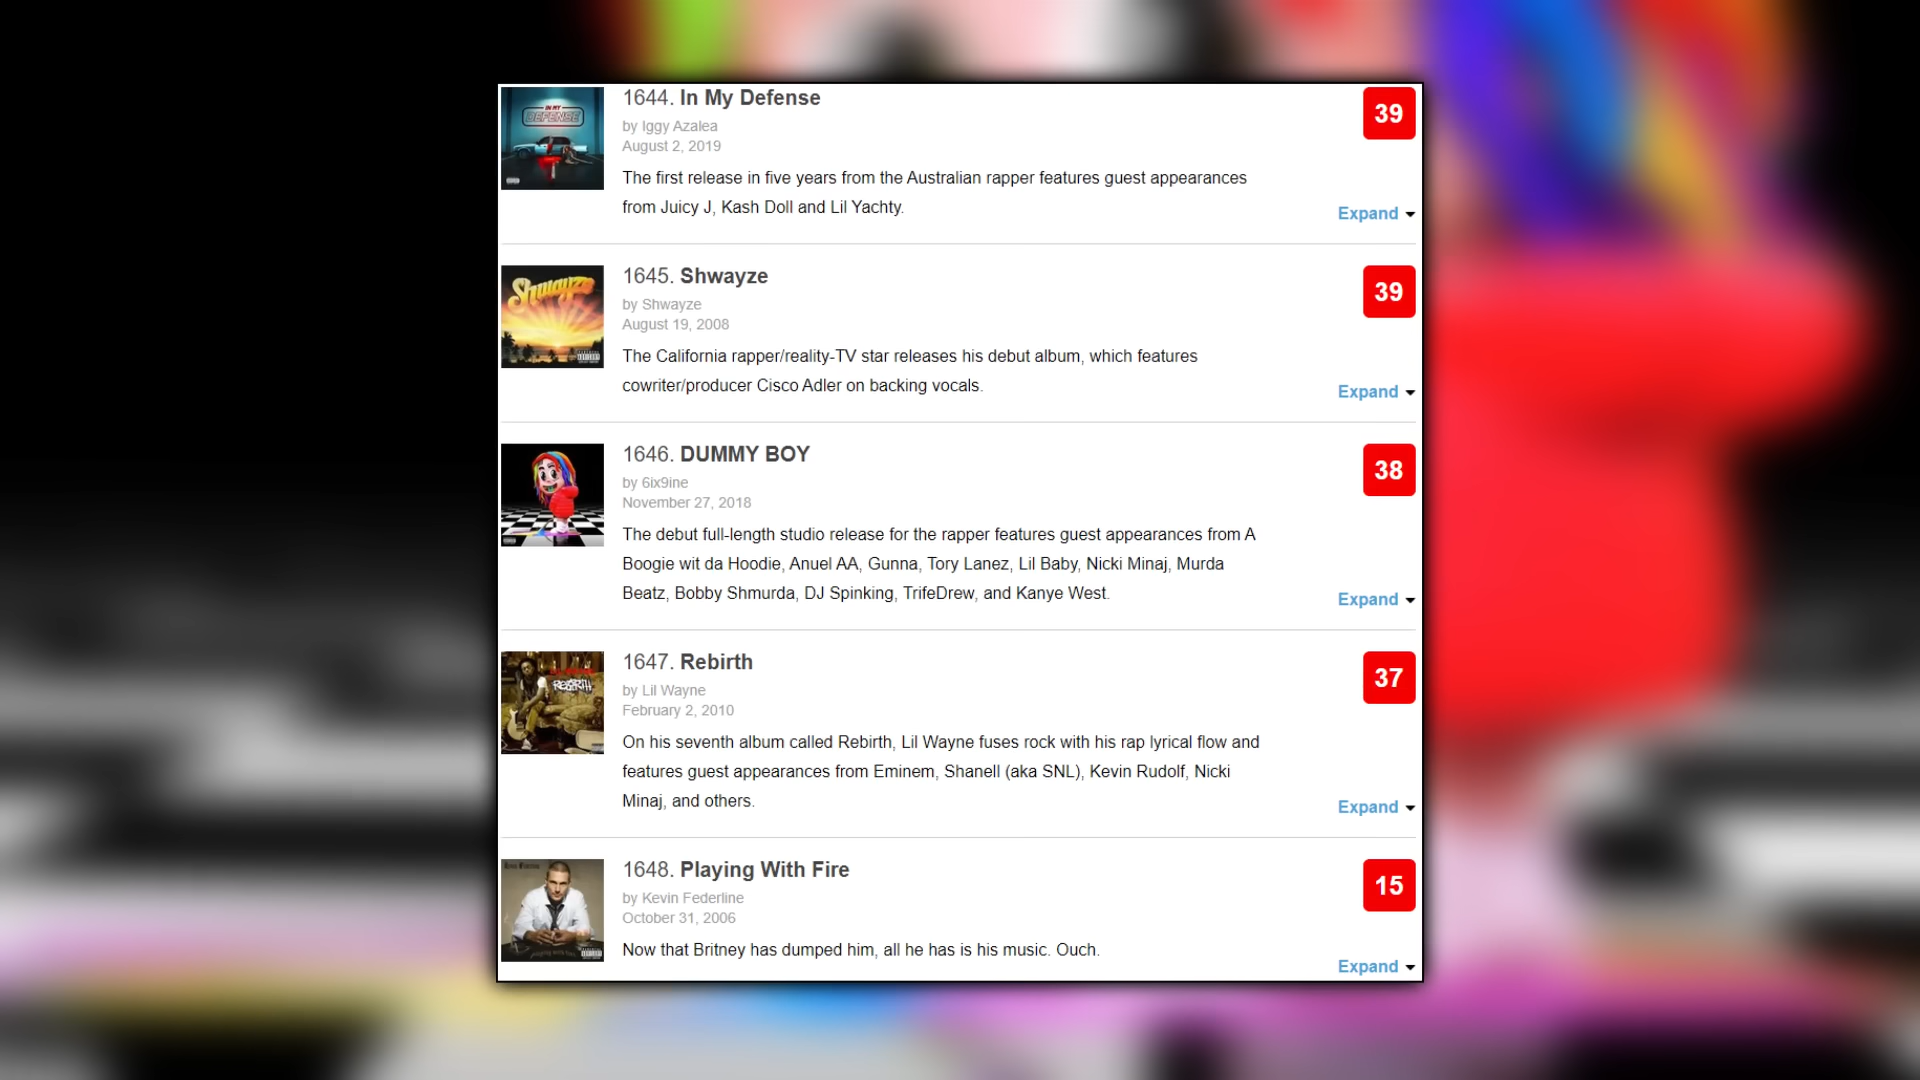 1644. In My Defense
by Iggy Azalea
August 2, 2019
The first release in five years from the Australian rapper features guest appearances
from Juicy J, Kash Doll and Lil Yachty.
39
Expand
IN MY
DEFENSE
1645. Shwayze
by Shwayze
August 19, 2008
The California rapper/reality-TV star releases his debut album, which features
cowriter/producer Cisco Adler on backing vocals.
39
Expand
Shwayze
1646. DUMMY BOY
by 6ix9ine
November 27, 2018
The debut full-length studio release for the rapper features guest appearances from A
Boogie wit da Hoodie, Anuel AA, Gunna, Tory Lanez, Lil Baby, Nicki Minaj, Murda
Beatz, Bobby Shmurda, DJ Spinking, TrifeDrew, and Kanye West.
38
Expand
1647. Rebirth
by Lil Wayne
February 2, 2010
On his seventh album called Rebirth, Lil Wayne fuses rock with his rap lyrical flow and
features guest appearances from Eminem, Shanell (aka SNL), Kevin Rudolf, Nicki
Minaj, and others.
37
Expand
REBIRTH
1648. Playing With Fire
by Kevin Federline
October 31, 2006
Now that Britney has dumped him, all he has is his music. Ouch.
15
Expand